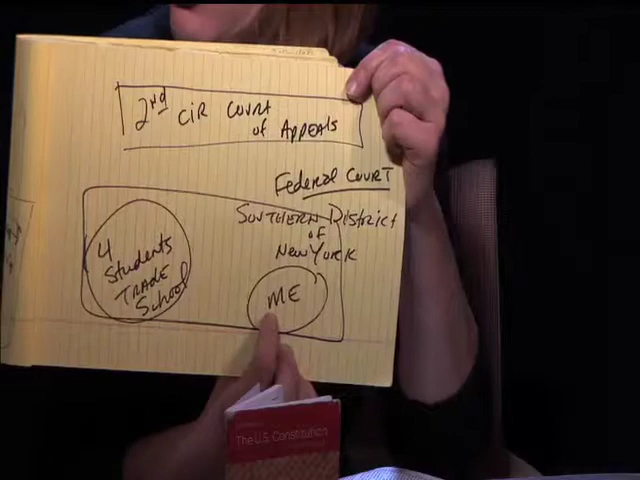 2nd CIR COURT
of Appeals
Federal COURT
SOUTHERN DISTRICT
of
New York
4
Students
TRADE
School
ME
The U.S. Constitution